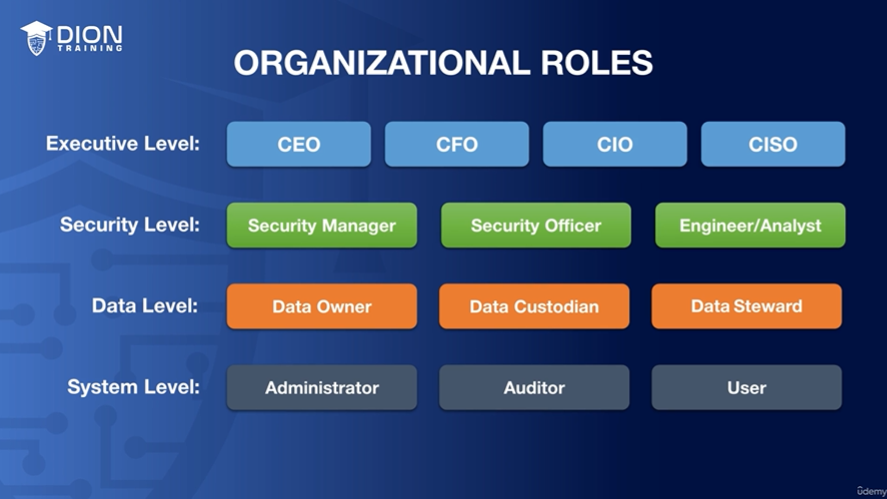 DION
TRAINING
ORGANIZATIONAL ROLES
Executive Level: CEO CFO CIO CISO
Security Level: Security Manager Security Officer Engineer/Analyst
Data Level: Data Owner Data Custodian Data Steward
System Level: Administrator Auditor User
ûdemy